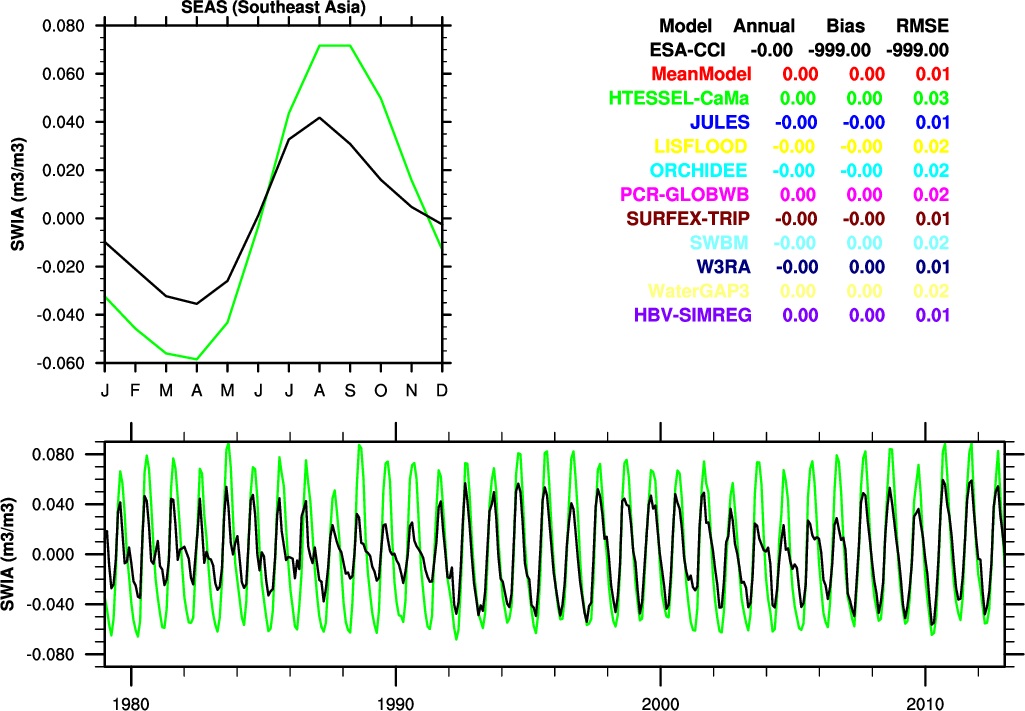 SEAS (Southeast Asia)
SWIA (m3/m3)
0.080
0.060
0.040
0.020
0.000
-0.020
-0.040
-0.060
J F M A M J J A S O N D
Model Annual Bias RMSE
ESA-CCI -0.00 -999.00 -999.00
MeanModel 0.00 0.00 0.01
HTESSEL-CaMa 0.00 0.00 0.03
JULES -0.00 -0.00 0.01
LISFLOOD -0.00 -0.00 0.02
ORCHIDEE -0.00 -0.00 0.02
PCR-GLOBWB 0.00 0.00 0.02
SURFEX-TRIP -0.00 -0.00 0.01
SWBM -0.00 0.00 0.02
W3RA -0.00 0.00 0.01
WaterGAP3 0.00 0.00 0.02
HBV-SIMREG 0.00 0.00 0.01
SWIA (m3/m3)
0.080
0.040
0.000
-0.040
-0.080
1980 1990 2000 2010